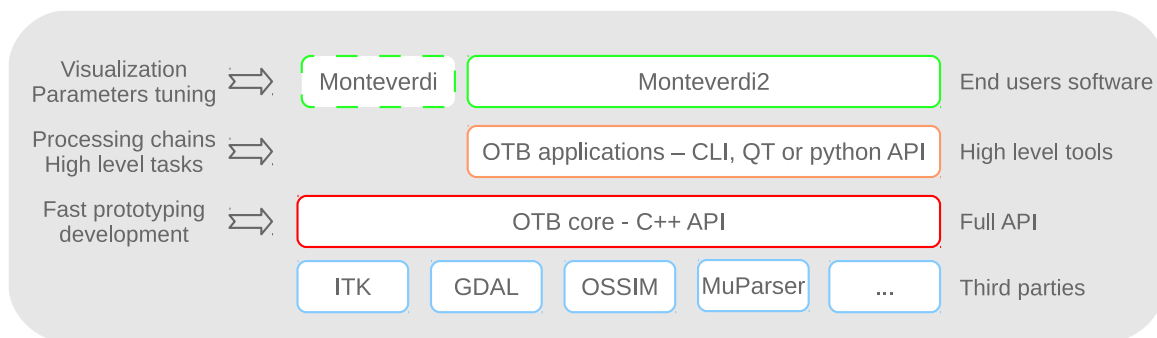 Visualization
Parameters tuning
Monteverdi
Monteverdi2
End users software
Processing chains
High level tasks
OTB applications – CLI, QT or python API
High level tools
Fast prototyping
development
OTB core - C++ API
Full API
ITK
GDAL
OSSIM
MuParser
...
Third parties